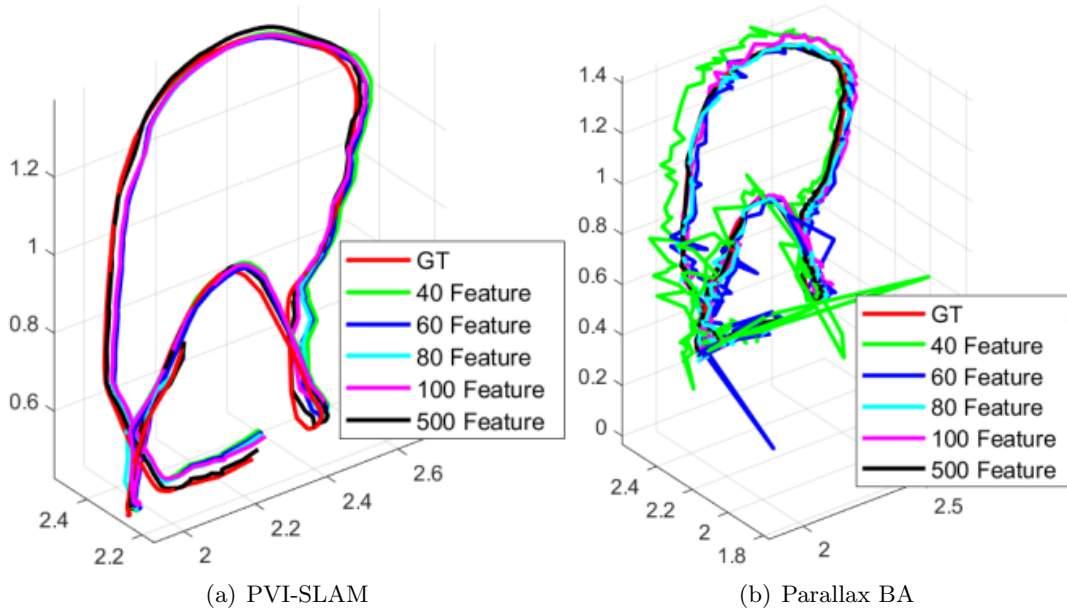 1.2
1
0.8
0.6
2.4
2.2
2
2.2
2.4
2.6
GT
40 Feature
60 Feature
80 Feature
100 Feature
500 Feature
(a) PVI-SLAM
1.4
1.2
1
0.8
0.6
0.4
0.2
0
2.4
2.2
2
1.8
2
2.5
GT
40 Feature
60 Feature
80 Feature
100 Feature
500 Feature
(b) Parallax BA